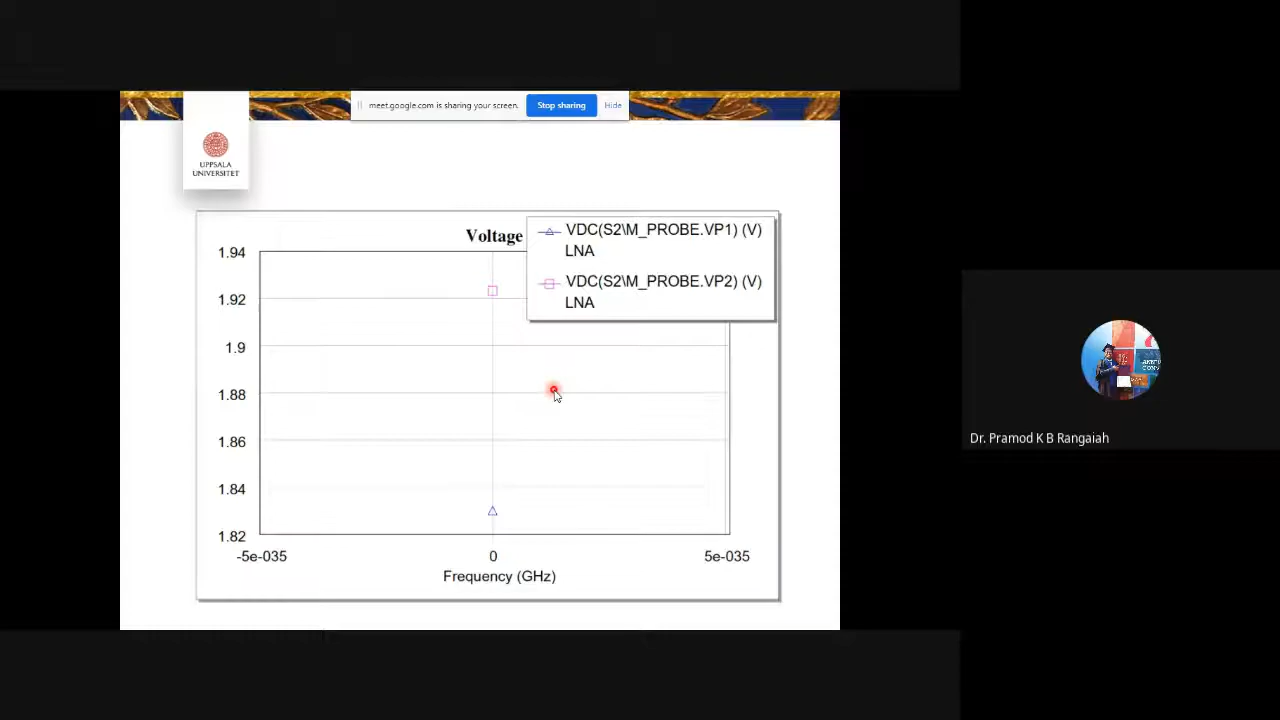 meet.google.com is sharing your screen. Stop sharing Hide
UPPSALA
UNIVERSITET
Voltage
VDC(S2\M_PROBE.VP1) (V)
LNA
VDC(S2\M_PROBE.VP2) (V)
LNA
1.94
1.92
1.9
1.88
1.86
1.84
1.82
-5e-035 0 5e-035
Frequency (GHz)
Dr. Pramod K B Rangaiah